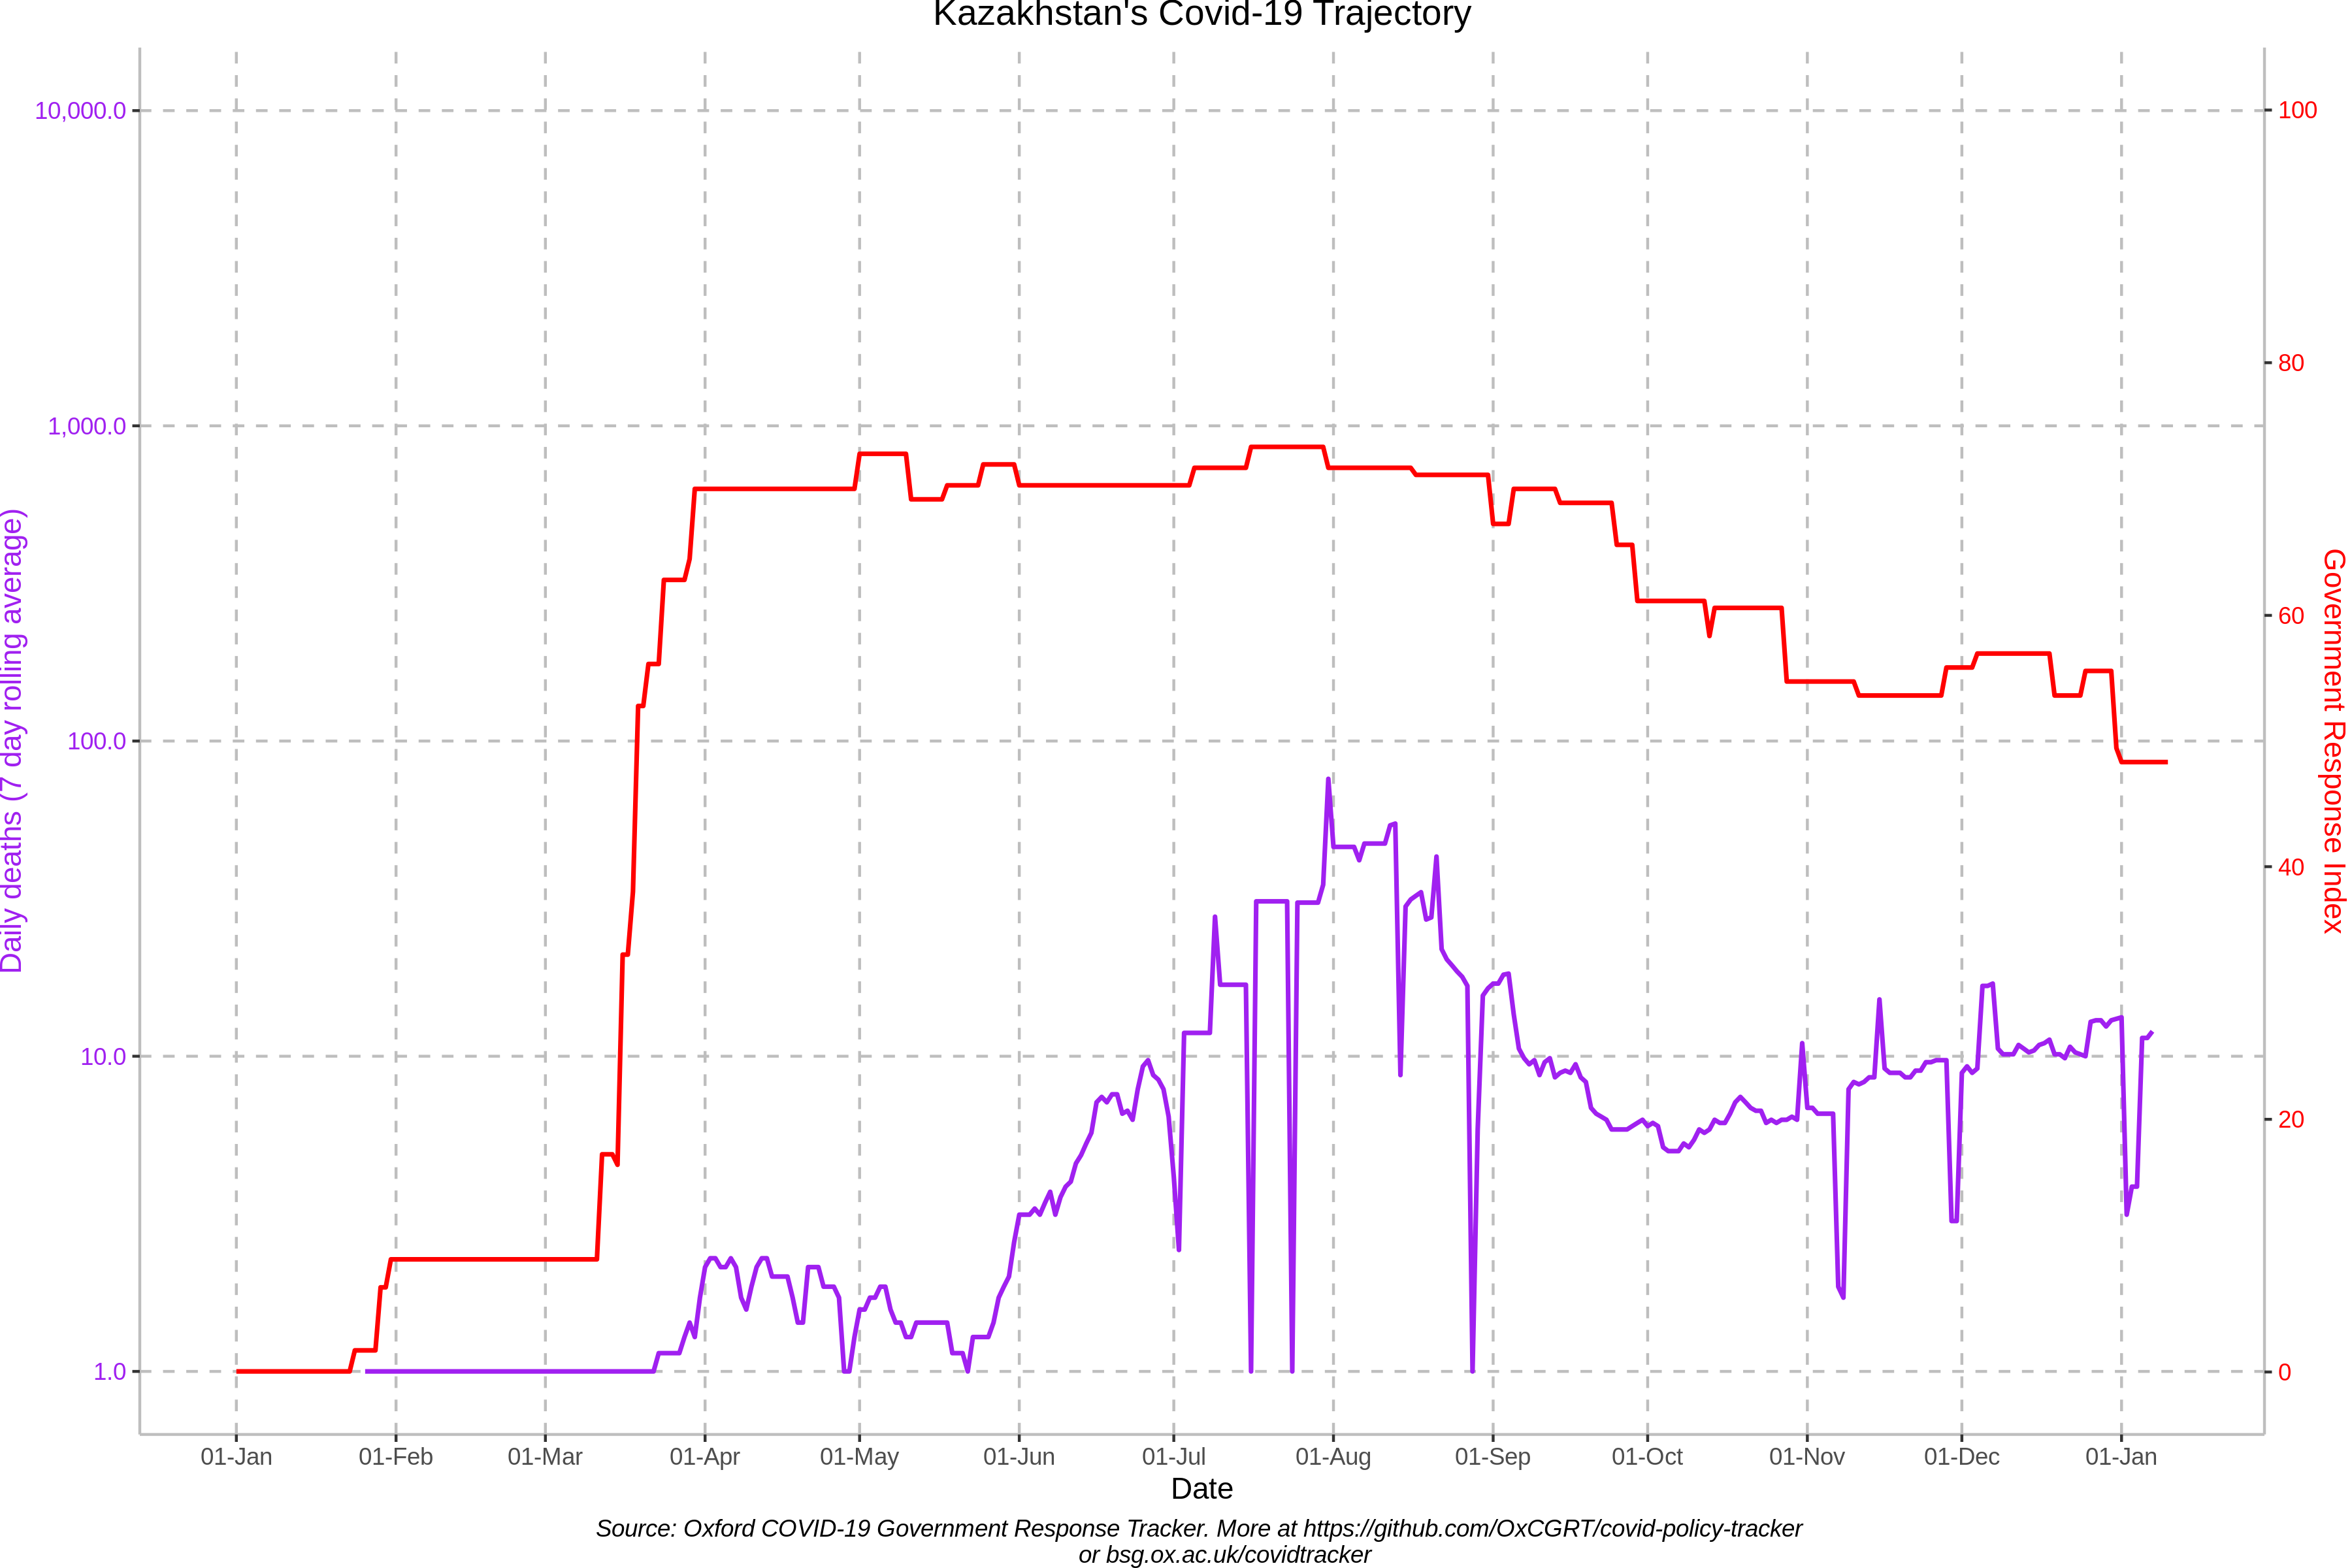 Kazakhstan's Covid-19 Trajectory
Daily deaths (7 day rolling average)
10,000.0
1,000.0
100.0
10.0
1.0
100
80
60
40
20
0
Government Response Index
01-Jan 01-Feb 01-Mar 01-Apr 01-May 01-Jun 01-Jul 01-Aug 01-Sep 01-Oct 01-Nov 01-Dec 01-Jan
Date
Source: Oxford COVID-19 Government Response Tracker. More at https://github.com/OxCGRT/covid-policy-tracker
or bsg.ox.ac.uk/covidtracker